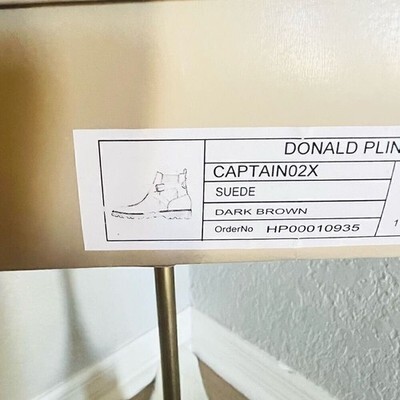 DONALD PLIN
CAPTAIN02X
SUEDE
DARK BROWN
OrderNo HP00010935